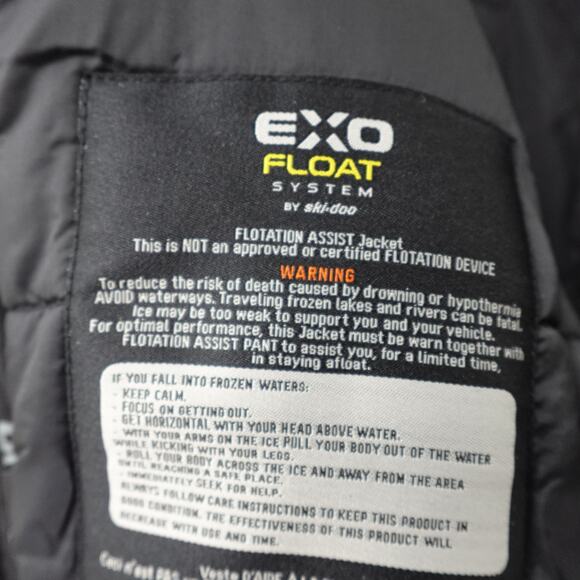 EXO
FLOAT
SYSTEM
BY ski-doo
FLOTATION ASSIST Jacket
This is NOT an approved or certified FLOTATION DEVICE
WARNING
To reduce the risk of death caused by drowning or hypothermia
AVOID waterways. Traveling frozen lakes and rivers can be fatal.
Ice may be too weak to support you and your vehicle.
For optimal performance, this Jacket must be warn together with
FLOTATION ASSIST PANT to assist you, for a limited time,
in staying afloat.
IF YOU FALL INTO FROZEN WATERS:
- KEEP CALM.
- FOCUS ON GETTING OUT.
- GET HORIZONTAL WITH YOUR HEAD ABOVE WATER.
- WITH YOUR ARMS ON THE ICE PULL YOUR BODY OUT OF THE WATER
WHILE KICKING WITH YOUR LEGS.
- ROLL YOUR BODY ACROSS THE ICE AND AWAY FROM THE AREA
UNTIL REACHING A SAFE PLACE.
- IMMEDIATELY SEEK FOR HELP.
ALWAYS FOLLOW CARE INSTRUCTIONS TO KEEP THIS PRODUCT IN
GOOD CONDITION. THE EFFECTIVENESS OF THIS PRODUCT WILL
DECREASE WITH USE AND TIME.
Veste D'AIDE À LA
Ceci n'est pas